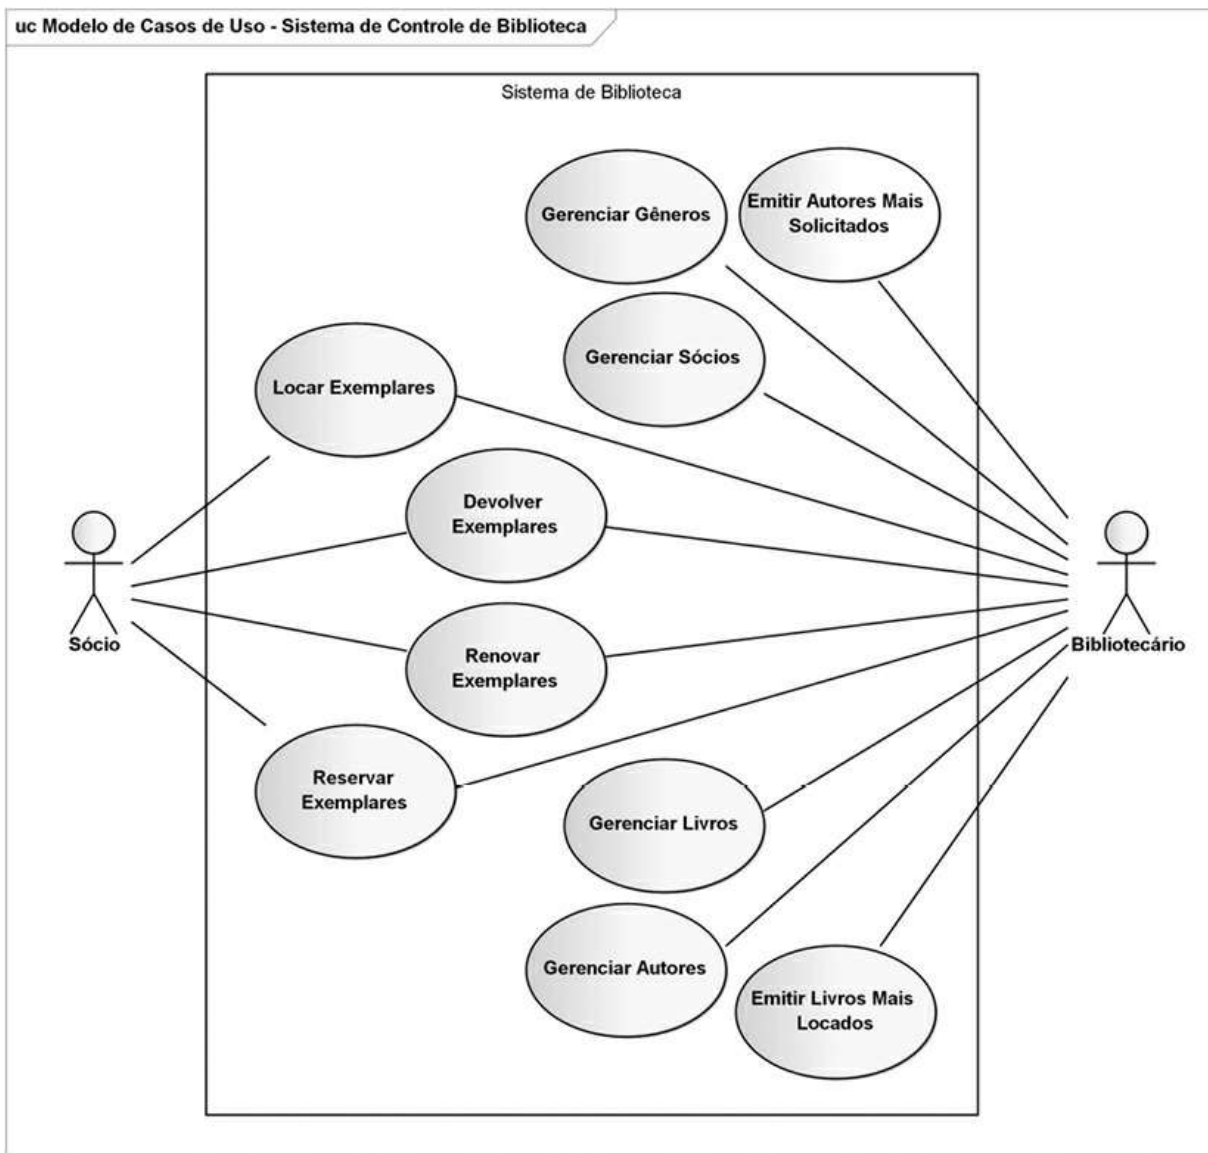 uc Modelo de Casos de Uso - Sistema de Controle de Biblioteca
Sistema de Biblioteca
Gerenciar Gêneros
Emitir Autores Mais
Solicitados
Gerenciar Sócios
Locar Exemplares
Devolver
Exemplares
Sócio
Bibliotecário
Renovar
Exemplares
Reservar
Exemplares
Gerenciar Livros
Gerenciar Autores
Emitir Livros Mais
Locados